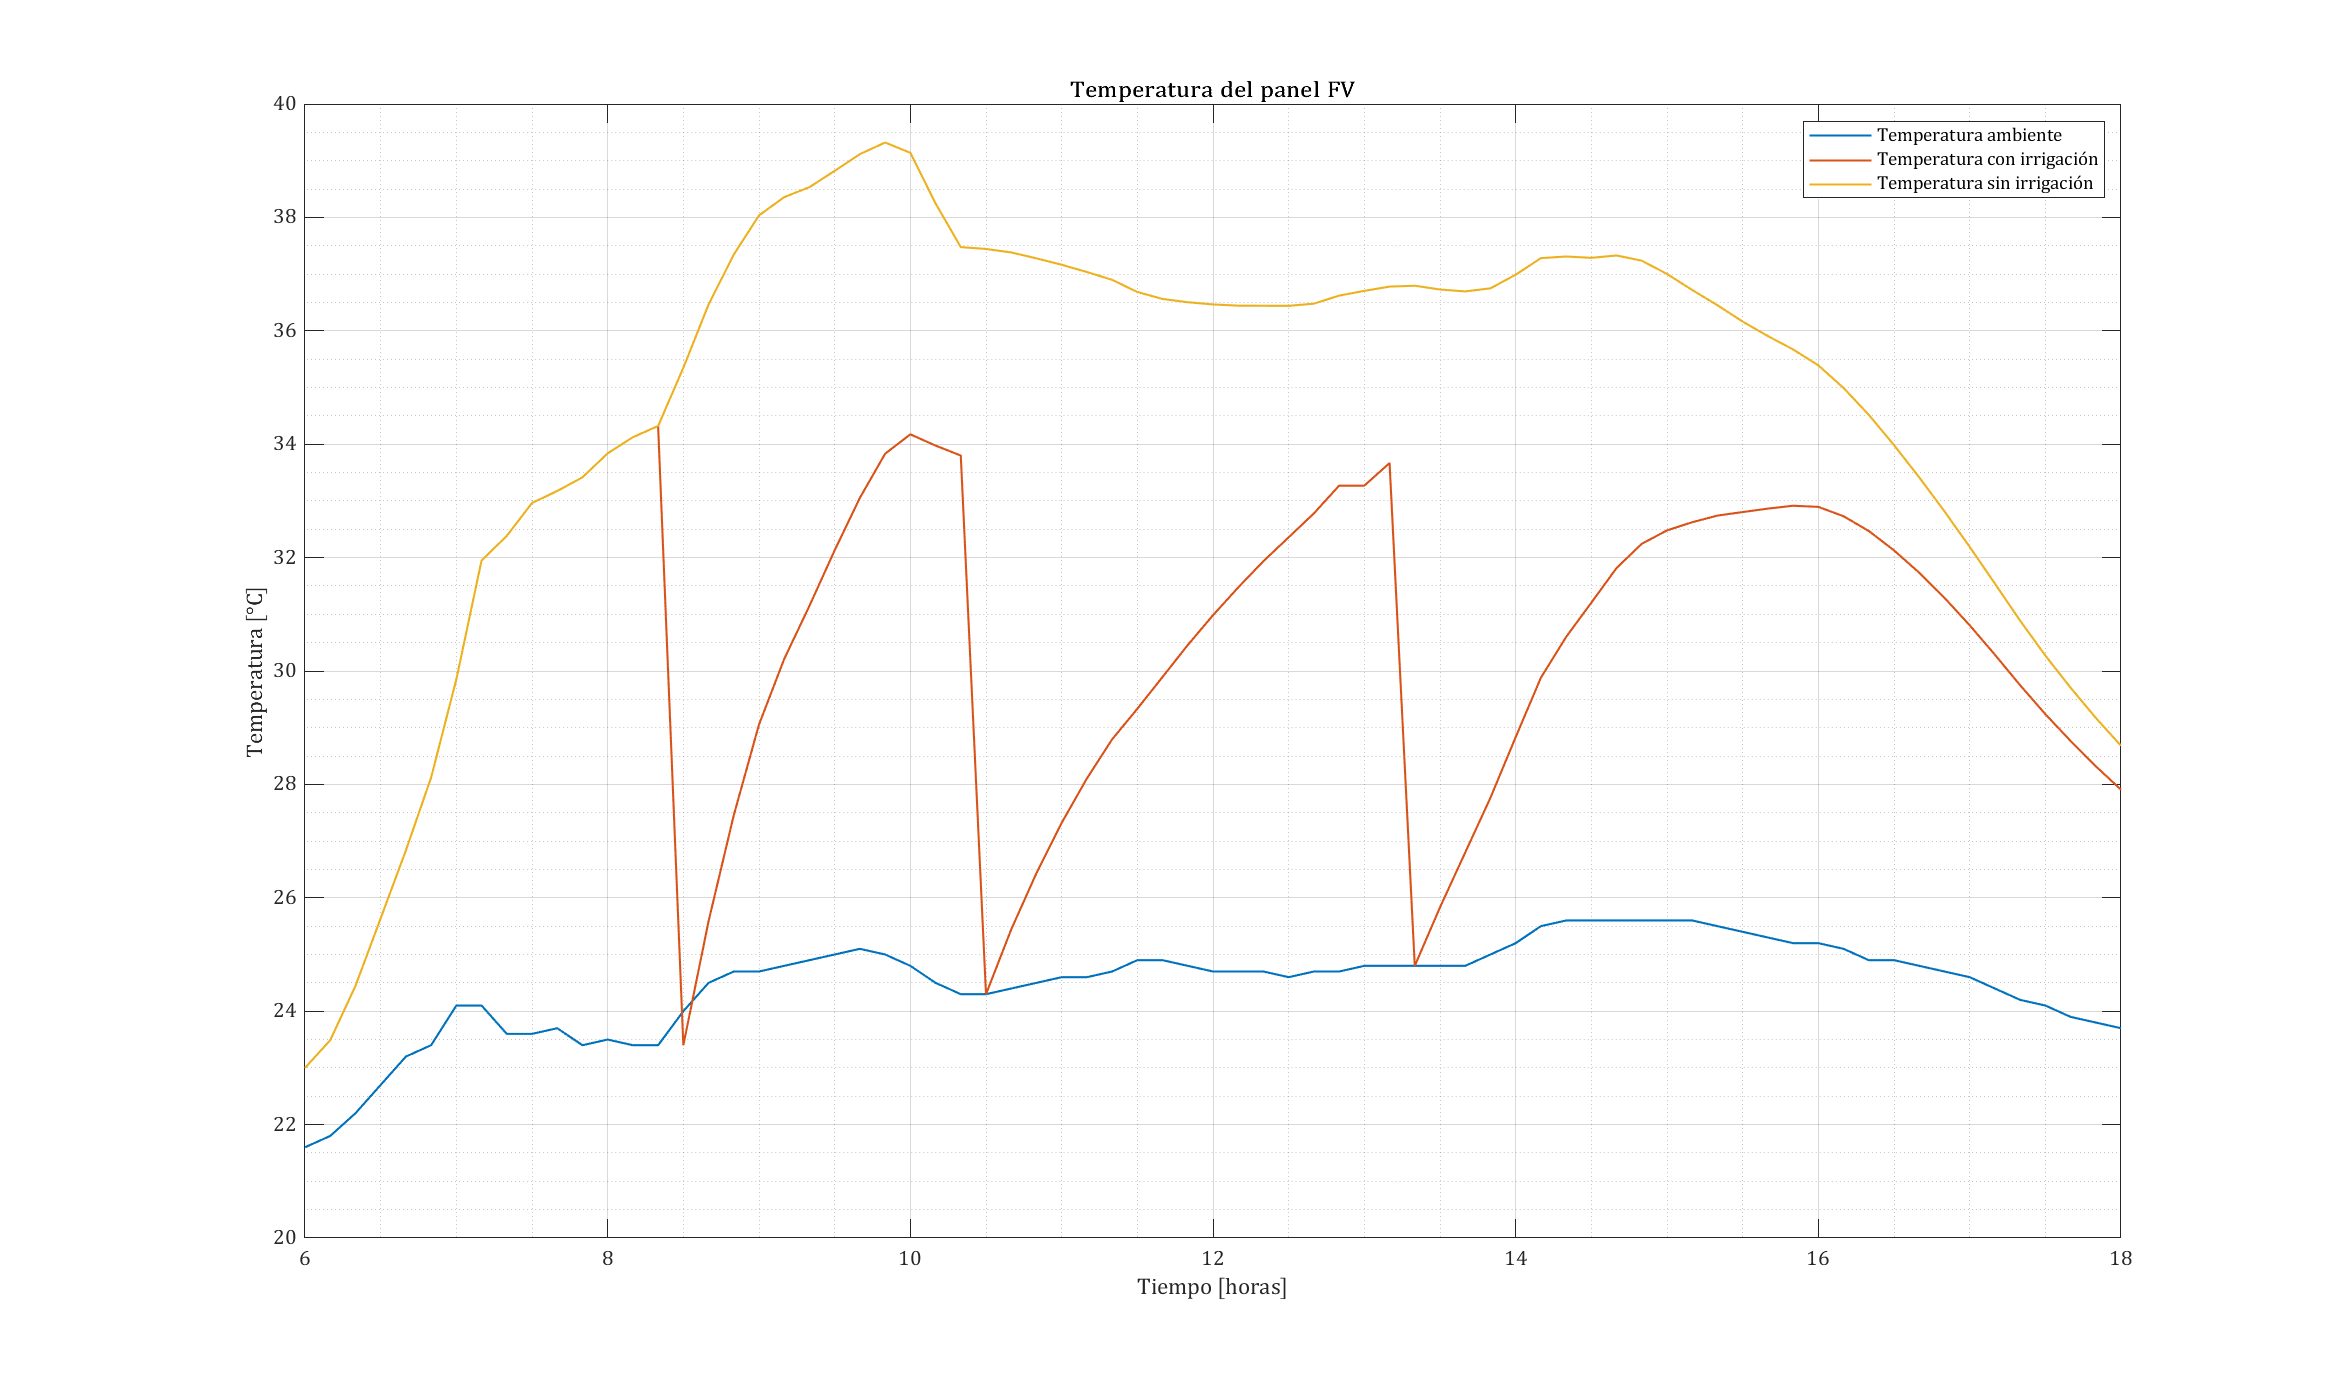 Temperatura del panel FV
40
38
36
34
32
30
28
26
24
22
20
Temperatura [°C]
Temperatura ambiente
Temperatura con irrigación
Temperatura sin irrigación
6 8 10 12 14 16 18
Tiempo [horas]